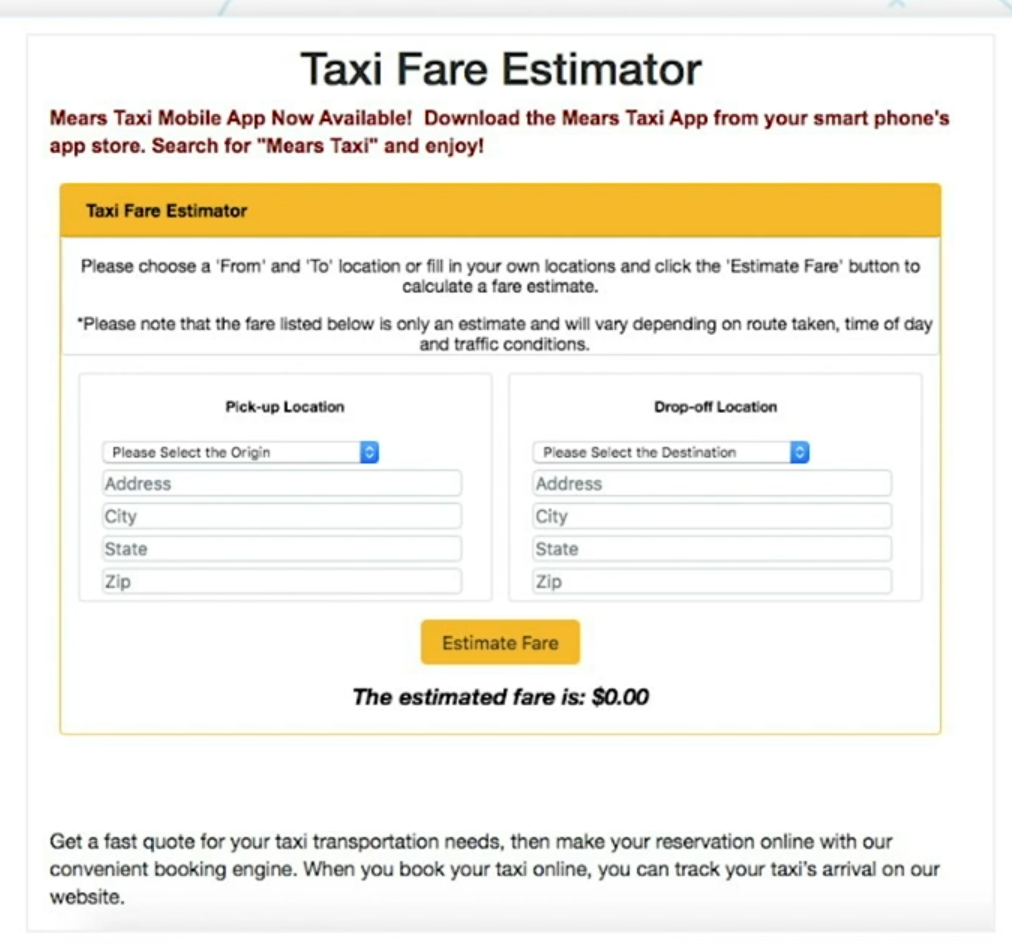 Taxi Fare Estimator
Mears Taxi Mobile App Now Available!  Download the Mears Taxi App from your smart phone's
app store. Search for "Mears Taxi" and enjoy!
Taxi Fare Estimator
Please choose a 'From' and 'To' location or fill in your own locations and click the 'Estimate Fare' button to
calculate a fare estimate.
*Please note that the fare listed below is only an estimate and will vary depending on route taken, time of day
and traffic conditions.
Pick-up Location
Please Select the Origin
Address
City
State
Zip
Drop-off Location
Please Select the Destination
Address
City
State
Zip
Estimate Fare
The estimated fare is: $0.00
Get a fast quote for your taxi transportation needs, then make your reservation online with our
convenient booking engine. When you book your taxi online, you can track your taxi's arrival on our
website.